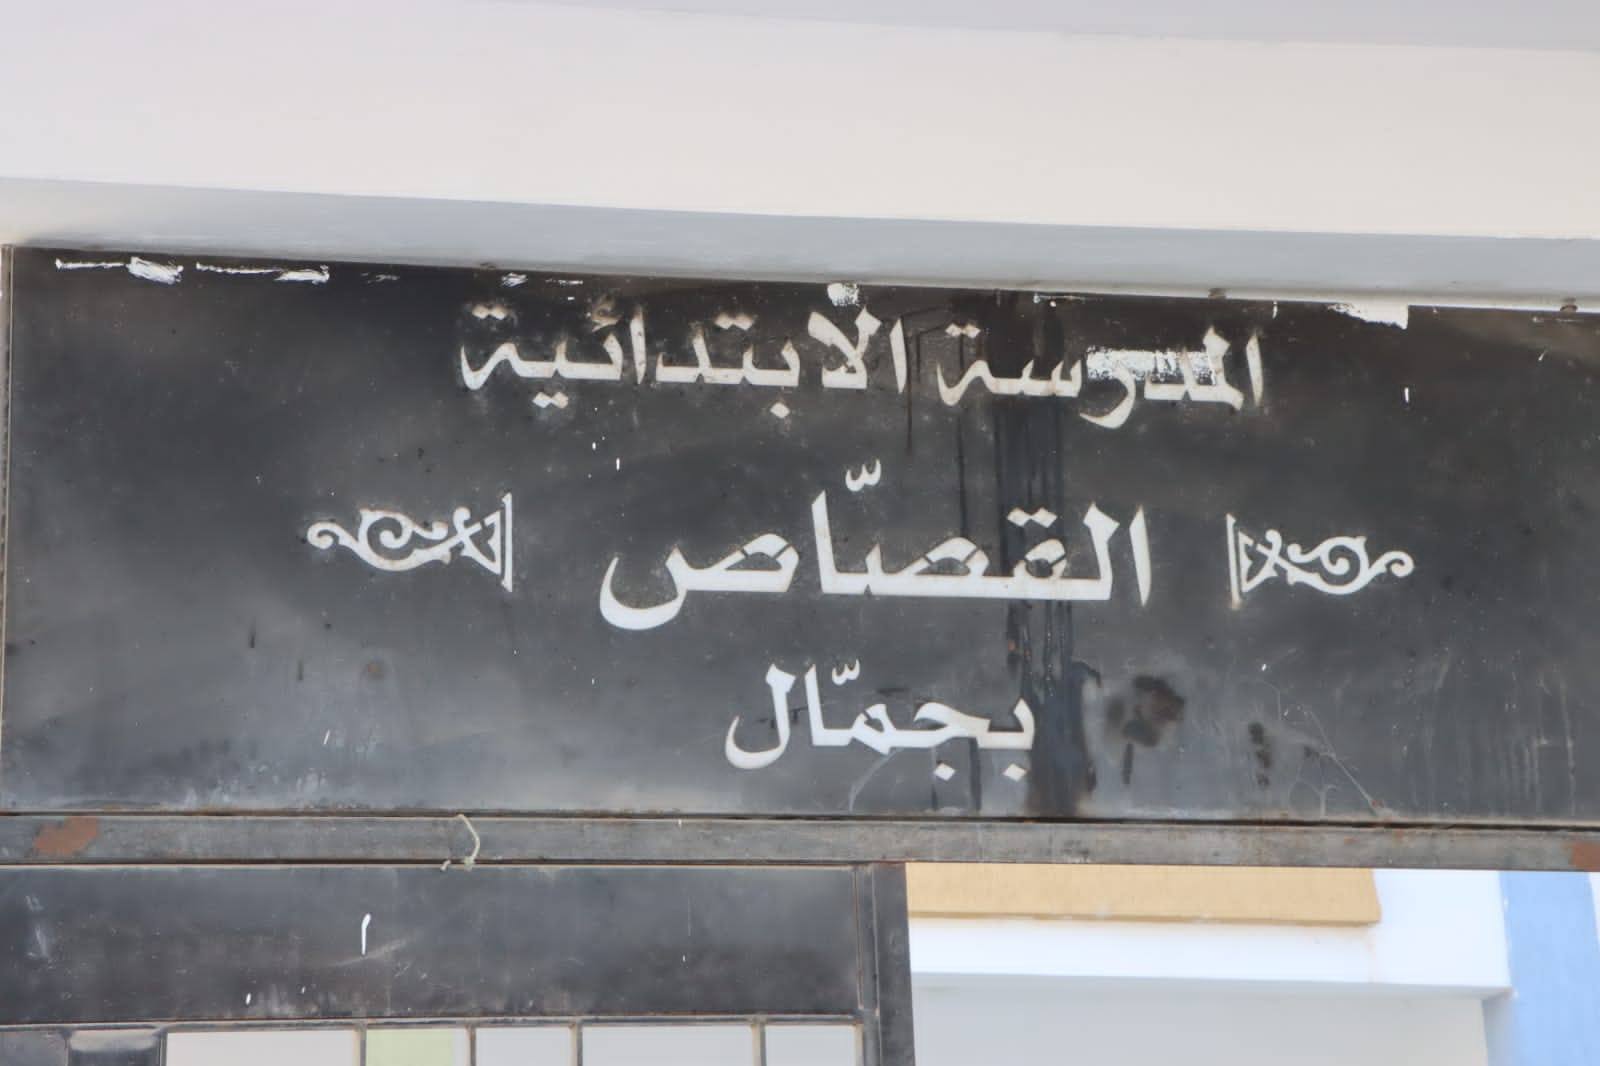 المدرسة الابتدائية
القصّاص
بجمّال